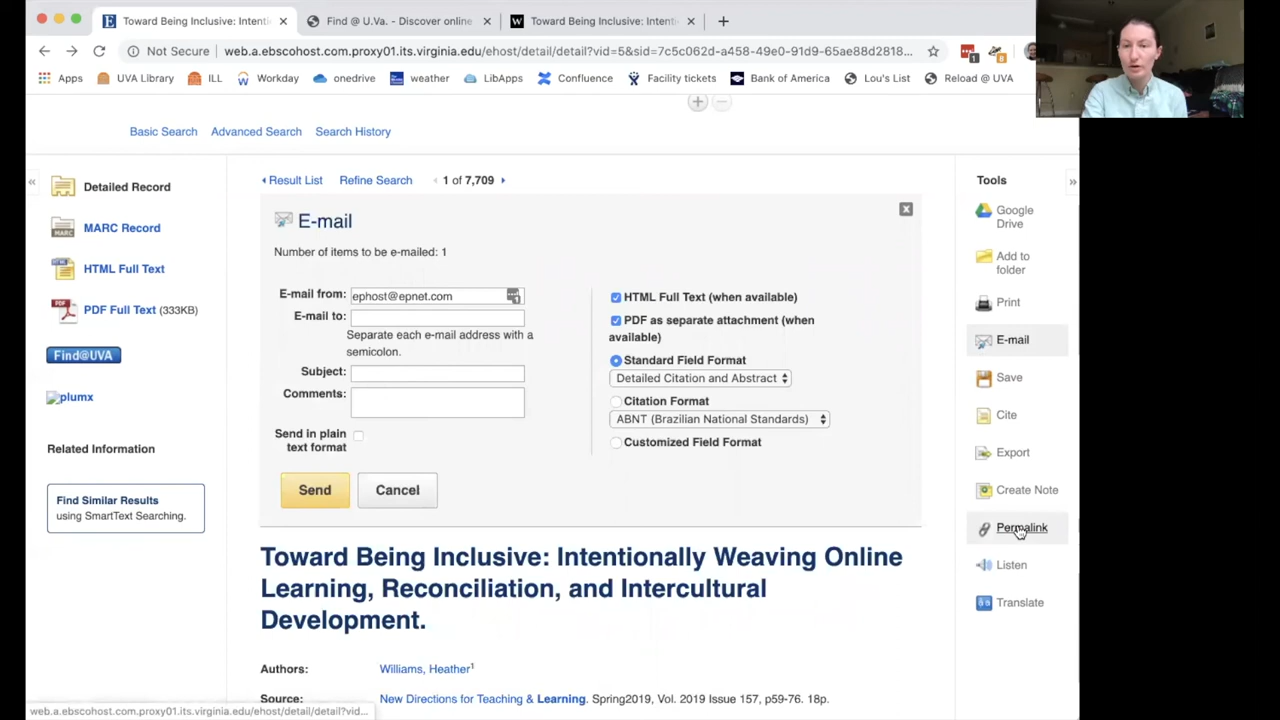 Toward Being Inclusive: Intenti
Find @ U.Va. - Discover online
W
Toward Being Inclusive: Intenti
Not Secure
web.a.ebscohost.com.proxy01.its.virginia.edu/ehost/detail/detail?vid=5&sid=7c5c062d-a458-49e0-91d9-65ae88d2818...
1
8
Apps
UVA Library
ILL
Workday
onedrive
weather
LibApps
Confluence
Facility tickets
Bank of America
Lou's List
Reload @ UVA
Basic Search
Advanced Search
Search History
Detailed Record
MARC Record
HTML Full Text
PDF Full Text (333KB)
Find@UVA
plumx
Related Information
Find Similar Results
using SmartText Searching.
Result List
Refine Search
1 of 7,709
E-mail
Number of items to be e-mailed: 1
E-mail from:
ephost@epnet.com
E-mail to:
Separate each e-mail address with a
semicolon.
Subject:
Comments:
Send in plain
text format
Send
Cancel
HTML Full Text (when available)
PDF as separate attachment (when
available)
Standard Field Format
Detailed Citation and Abstract
Citation Format
ABNT (Brazilian National Standards)
Customized Field Format
Toward Being Inclusive: Intentionally Weaving Online
Learning, Reconciliation, and Intercultural
Development.
Authors:
Williams, Heather¹
Source:
New Directions for Teaching & Learning. Spring2019, Vol. 2019 Issue 157, p59-76. 18p.
Tools
Google
Drive
Add to
folder
Print
E-mail
Save
Cite
Export
Create Note
Permalink
Listen
Translate
web.a.ebscohost.com.proxy01.its.virginia.edu/ehost/detail/detail?vid...